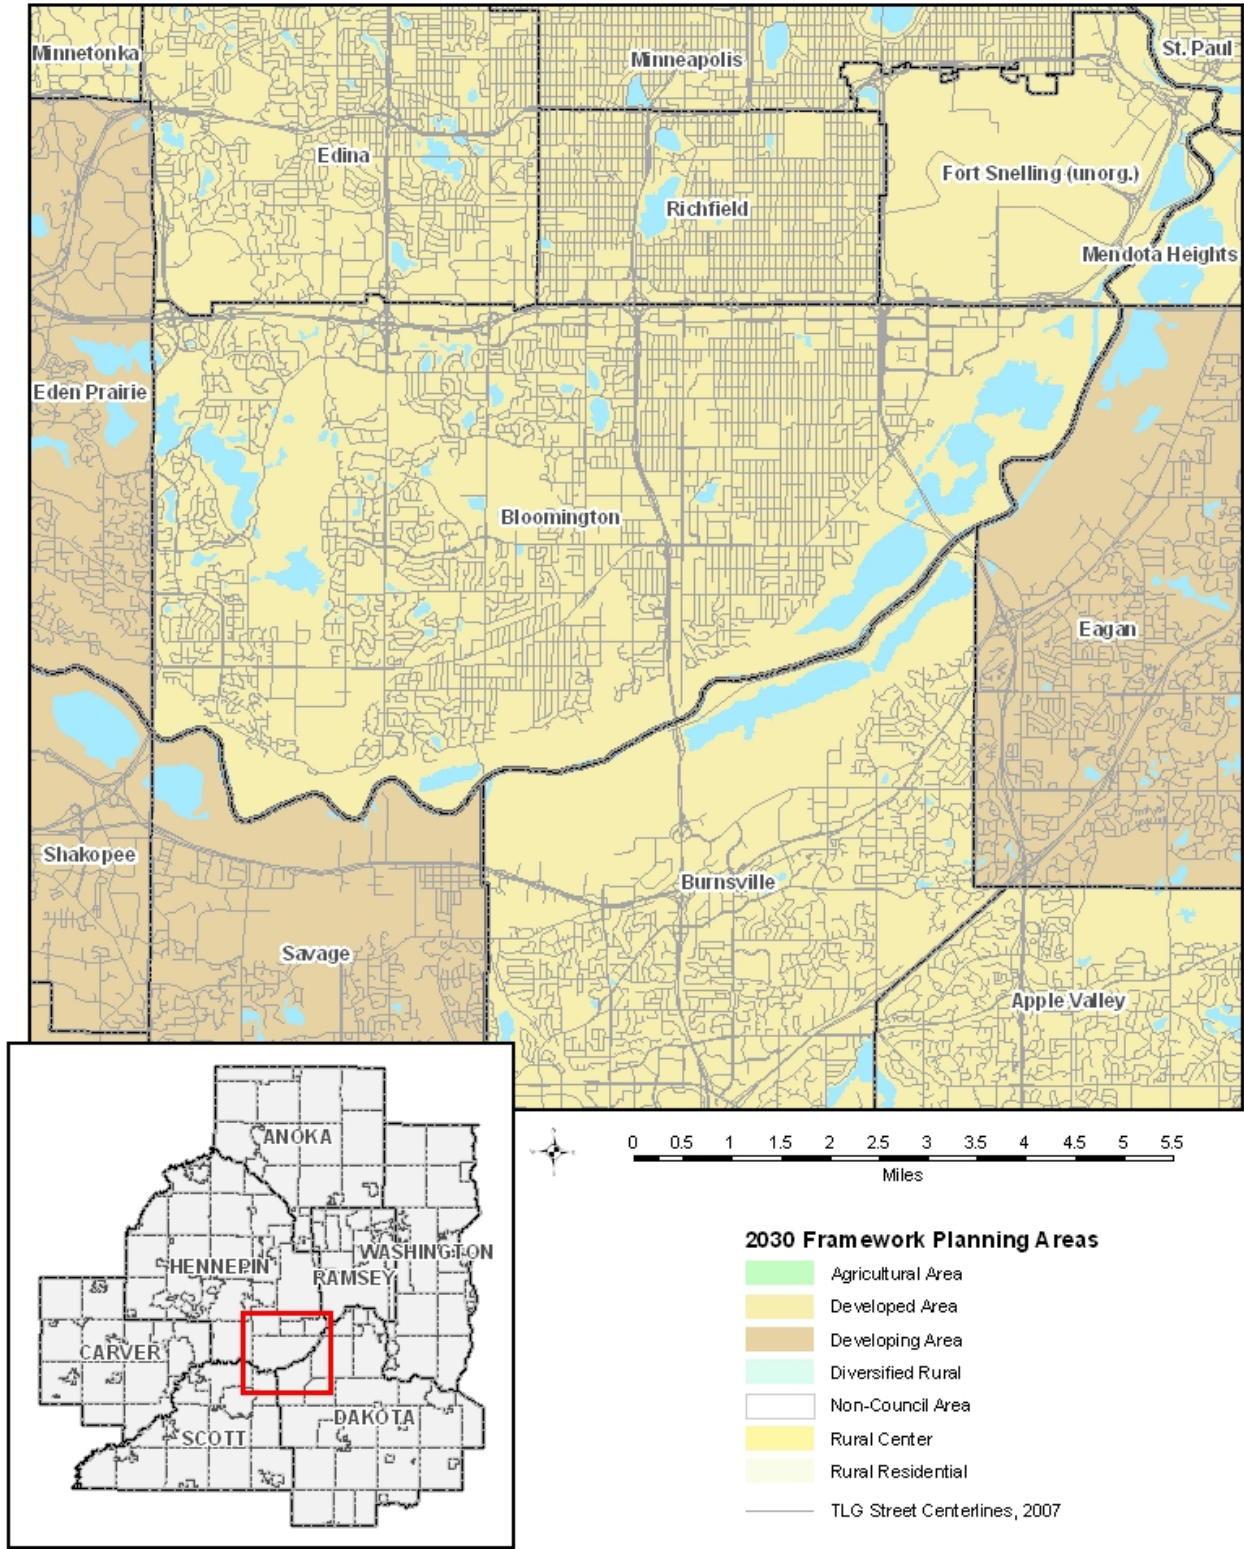 Minnetonka
Minneapolis
St. Paul
Edina
Fort Snelling (unorg.)
Richfield
Mendota Heights
Eden Prairie
Bloomington
Eagan
Shakopee
Burnsville
Savage
Apple Valley
ANOKA
WASHINGTON
HENNEPIN
RAMSEY
CARVER
DAKOTA
SCOTT
0 0.5 1 1.5 2 2.5 3 3.5 4 4.5 5 5.5
Miles
2030 Framework Planning Areas
Agricultural Area
Developed Area
Developing Area
Diversified Rural
Non-Council Area
Rural Center
Rural Residential
TLG Street Centerlines, 2007